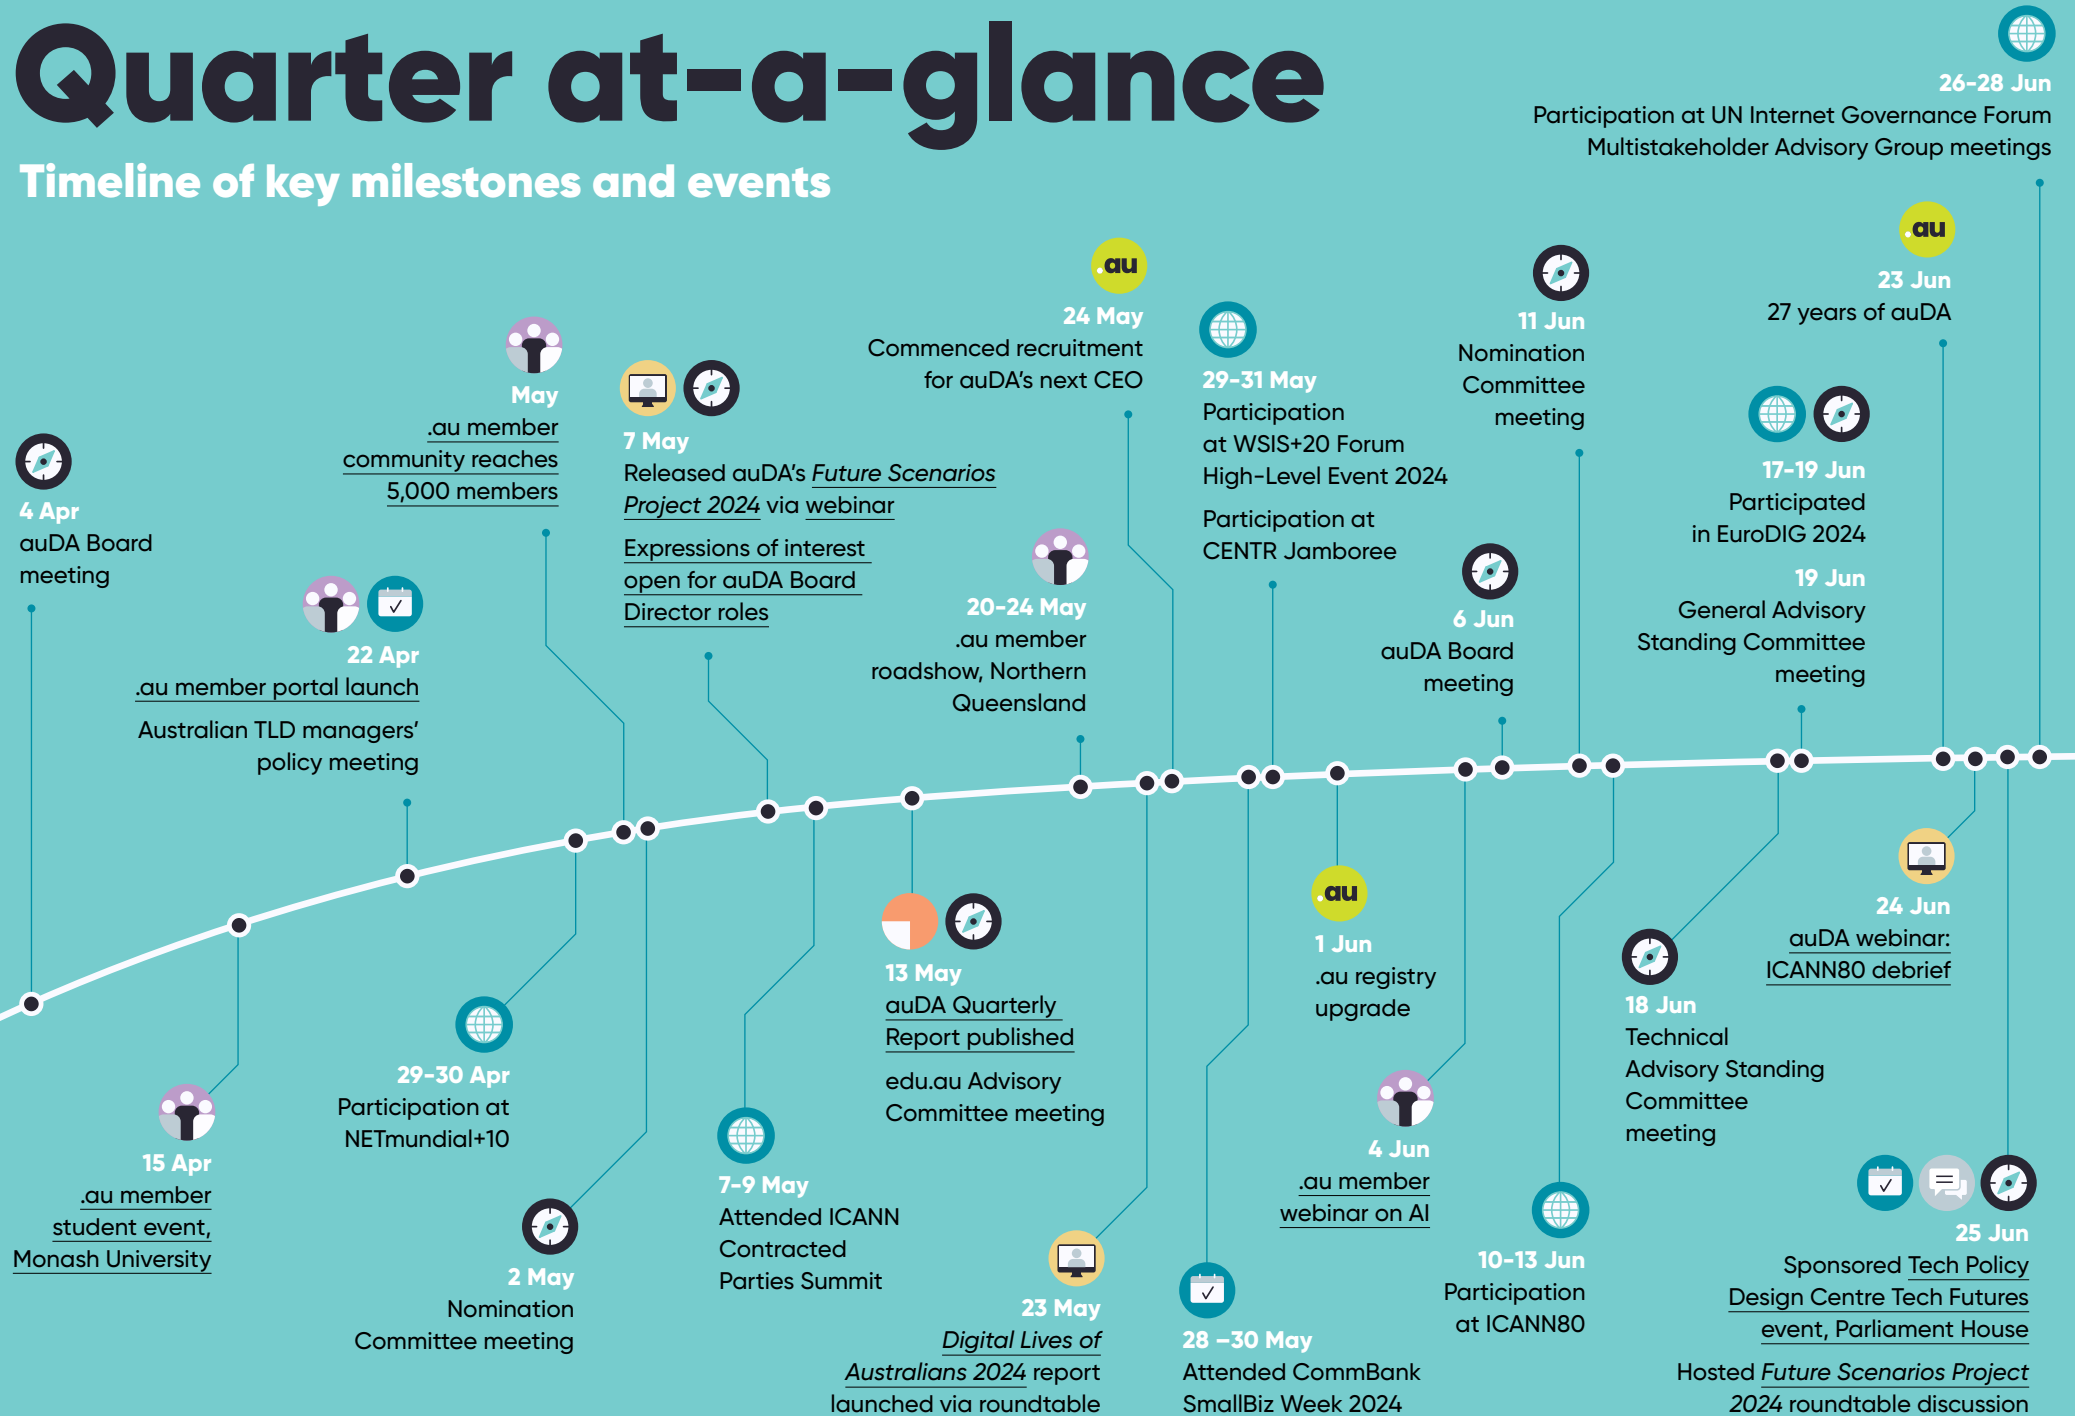 Quarter at-a-glance
Timeline of key milestones and events
4 Apr
auDA Board
meeting
15 Apr
.au member
student event,
Monash University
22 Apr
.au member portal launch
Australian TLD managers’
policy meeting
29-30 Apr
Participation at
NETmundial+10
May
.au member
community reaches
5,000 members
2 May
Nomination
Committee meeting
7 May
Released auDA’s Future Scenarios
Project 2024 via webinar
Expressions of interest
open for auDA Board
Director roles
7-9 May
Attended ICANN
Contracted
Parties Summit
13 May
auDA Quarterly
Report published
edu.au Advisory
Committee meeting
20-24 May
.au member
roadshow, Northern
Queensland
23 May
Digital Lives of
Australians 2024 report
launched via roundtable
.au
24 May
Commenced recruitment
for auDA’s next CEO
28 –30 May
Attended CommBank
SmallBiz Week 2024
29-31 May
Participation
at WSIS+20 Forum
High-Level Event 2024
Participation at
CENTR Jamboree
.au
1 Jun
.au registry
upgrade
4 Jun
.au member
webinar on AI
6 Jun
auDA Board
meeting
11 Jun
Nomination
Committee
meeting
10-13 Jun
Participation
at ICANN80
18 Jun
Technical
Advisory Standing
Committee
meeting
17-19 Jun
Participated
in EuroDIG 2024
19 Jun
General Advisory
Standing Committee
meeting
.au
23 Jun
27 years of auDA
24 Jun
auDA webinar:
ICANN80 debrief
25 Jun
Sponsored Tech Policy
Design Centre Tech Futures
event, Parliament House
Hosted Future Scenarios Project
2024 roundtable discussion
26-28 Jun
Participation at UN Internet Governance Forum
Multistakeholder Advisory Group meetings